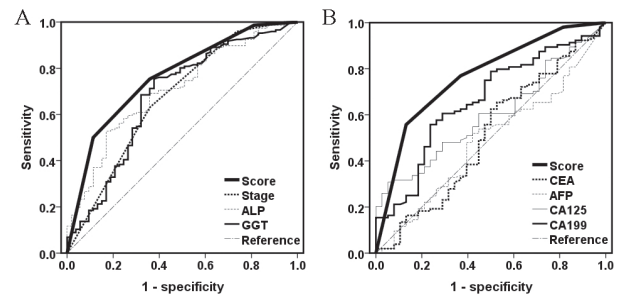 A
Sensitivity
1.0
0.8
0.6
0.4
0.2
0.0
Score
Stage
ALP
GGT
Reference
0.0 0.2 0.4 0.6 0.8 1.0
1 - specificity
B
Sensitivity
1.0
0.8
0.6
0.4
0.2
0.0
Score
CEA
AFP
CA125
CA199
Reference
0.0 0.2 0.4 0.6 0.8 1.0
1 - specificity